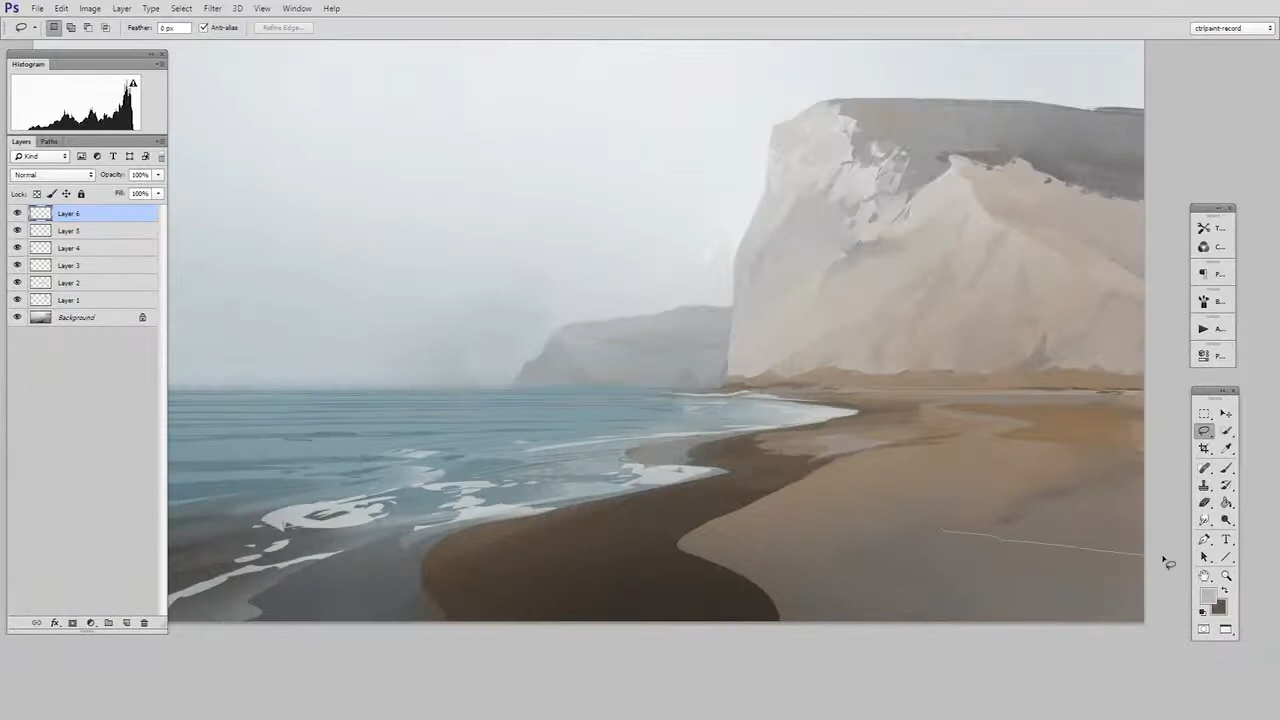 Ps File Edit Image Layer Type Select Filter 3D View Window Help
Feather: 0 px Anti-alias Refine Edge... ctrlpaint-record
Histogram
Layers Paths
Kind
Normal Opacity: 100%
Lock: Fill: 100%
Layer 6
Layer 5
Layer 4
Layer 3
Layer 2
Layer 1
Background
fx
T...
C...
P...
B...
A...
P...